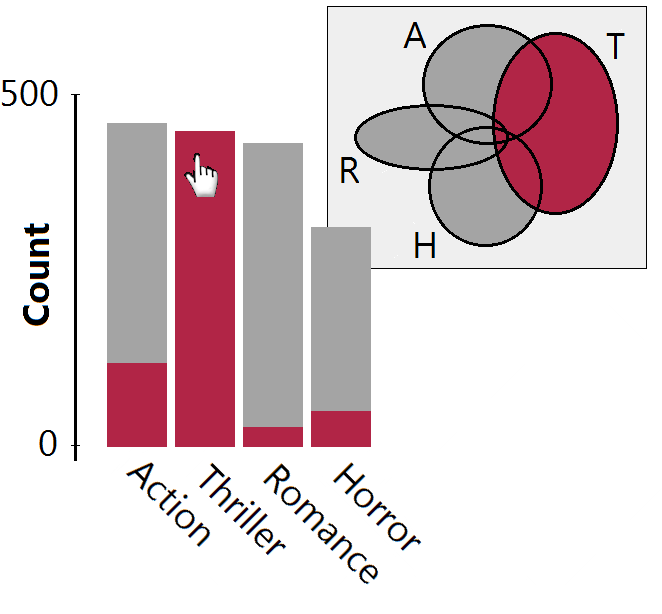 A
T
R
H
500
Count
0
Action
Thriller
Romance
Horror